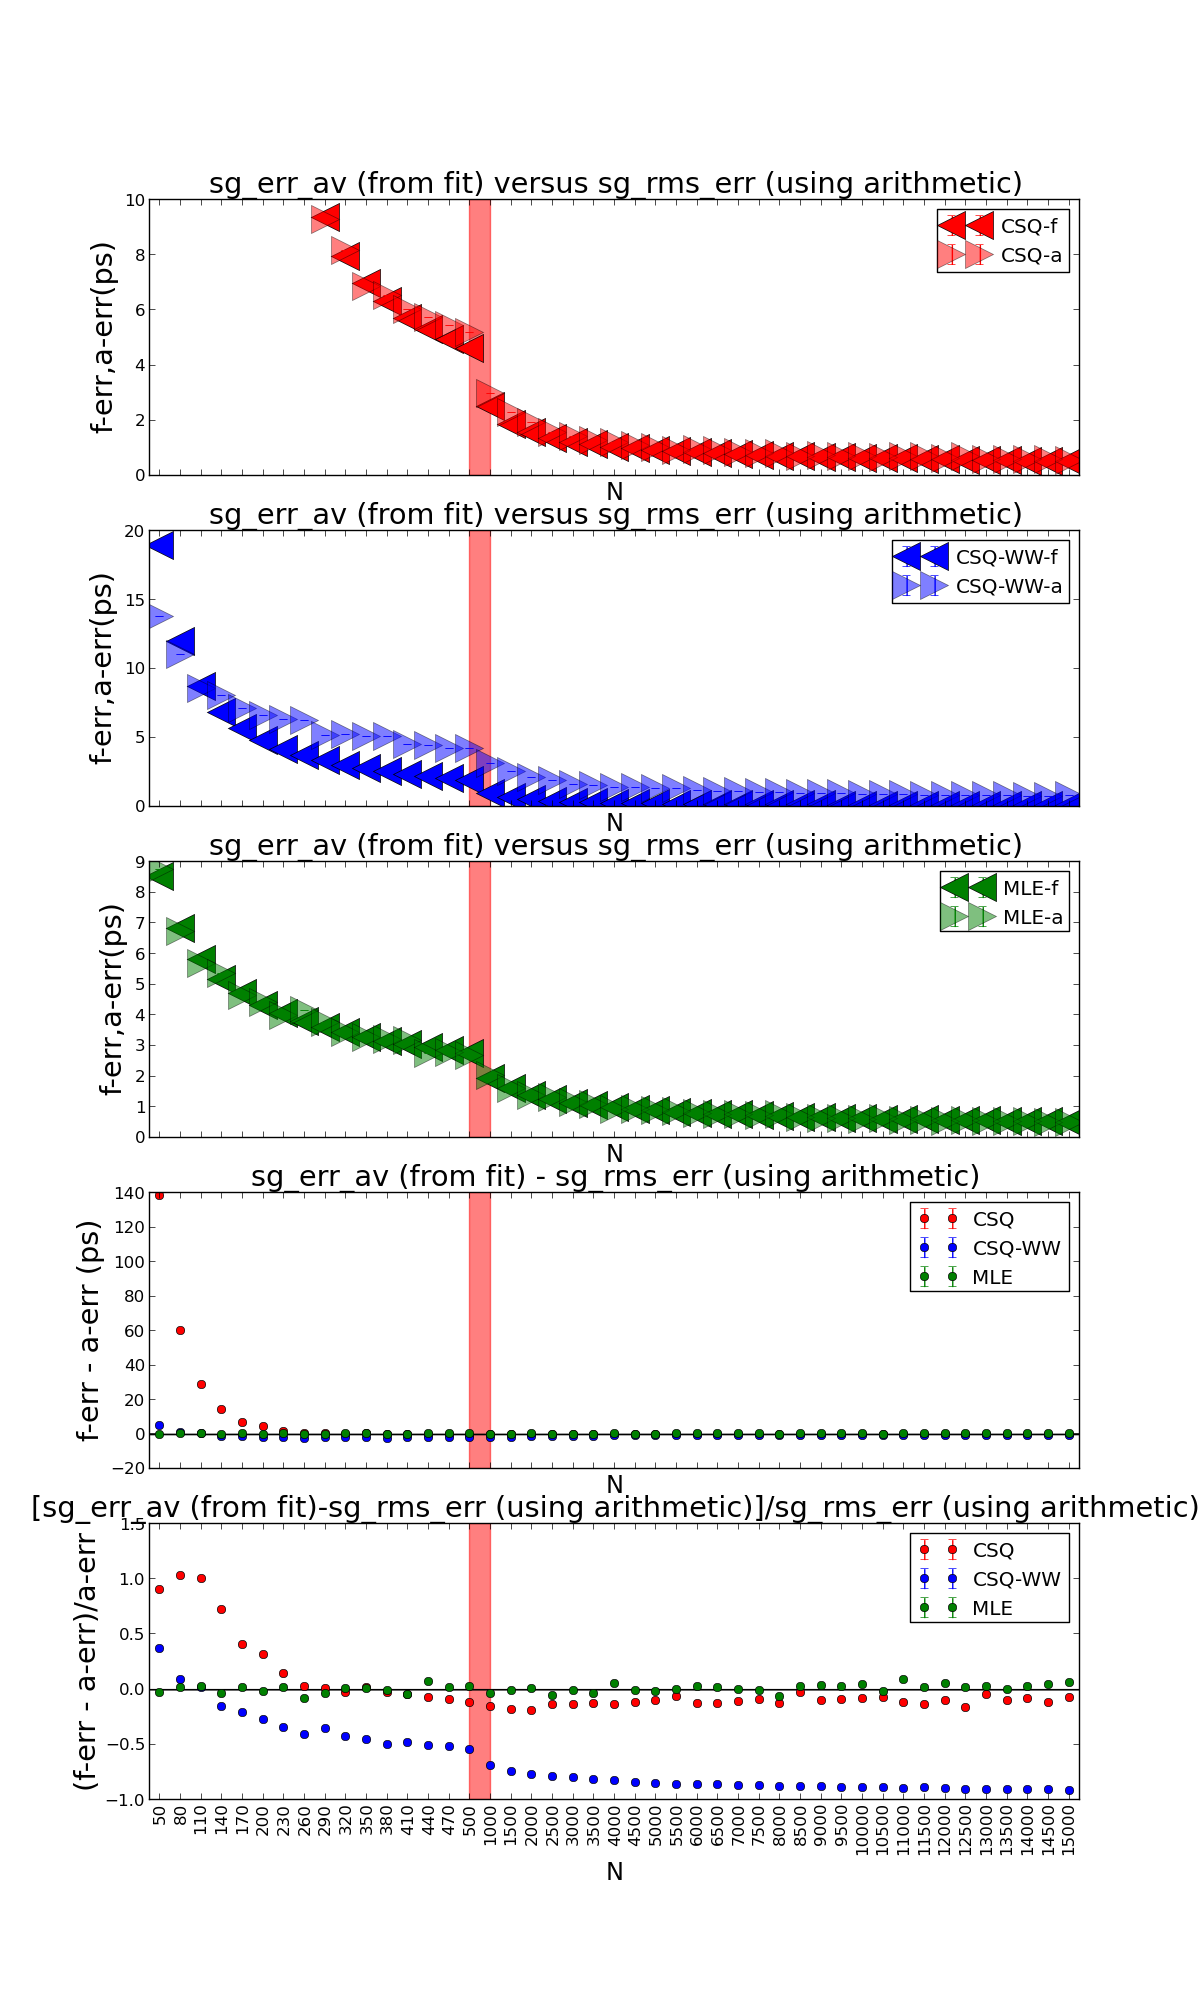 sg_err_av (from fit) versus sg_rms_err (using arithmetic)
10
8
6
4
2
0
f-err,a-err(ps)
CSQ-f
CSQ-a
N
sg_err_av (from fit) versus sg_rms_err (using arithmetic)
20
15
10
5
0
f-err,a-err(ps)
CSQ-WW-f
CSQ-WW-a
N
sg_err_av (from fit) versus sg_rms_err (using arithmetic)
9
8
7
6
5
4
3
2
1
0
f-err,a-err(ps)
MLE-f
MLE-a
N
sg_err_av (from fit) - sg_rms_err (using arithmetic)
140
120
100
80
60
40
20
0
−20
f-err - a-err (ps)
CSQ
CSQ-WW
MLE
N
[sg_err_av (from fit)-sg_rms_err (using arithmetic)]/sg_rms_err (using arithmetic)
1.5
1.0
0.5
0.0
−0.5
−1.0
(f-err - a-err)/a-err
CSQ
CSQ-WW
MLE
50 80 110 140 170 200 230 260 290 320 350 380 410 440 470 500 1000 1500 2000 2500 3000 3500 4000 4500 5000 5500 6000 6500 7000 7500 8000 8500 9000 9500 10000 10500 11000 11500 12000 12500 13000 13500 14000 14500 15000
N